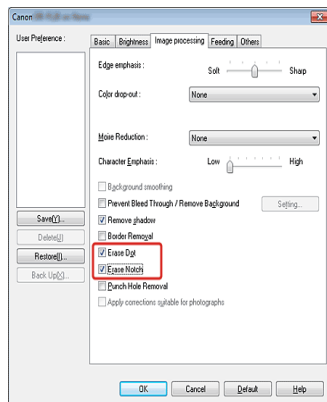 Canon on None
User Preference :
Basic Brightness Image processing Feeding Others
Edge emphasis :
Soft Sharp
Color drop-out :
None
Moire Reduction :
None
Character Emphasis :
Low High
Background smoothing
Prevent Bleed Through / Remove Background
Setting...
Save(Y)...
Remove shadow
Delete(J)
Border Removal
Restore(I)...
Erase Dot
Back Up(X)...
Erase Notch
Punch Hole Removal
Apply corrections suitable for photographs
OK Cancel Default Help